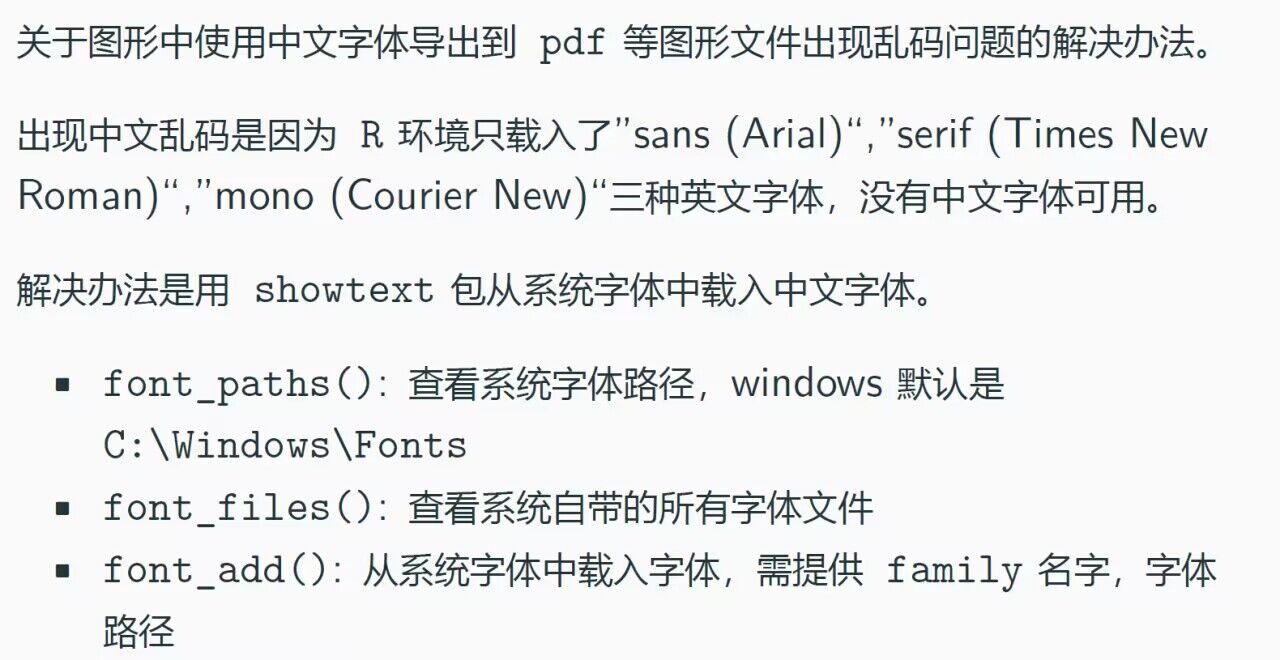 关于图形中使用中文字体导出到 pdf 等图形文件出现乱码问题的解决办法。
出现中文乱码是因为 R 环境只载入了”sans (Arial)“,”serif (Times New
Roman)“,”mono (Courier New)“三种英文字体，没有中文字体可用。
解决办法是用 showtext 包从系统字体中载入中文字体。
▪ font_paths()：查看系统字体路径，windows 默认是
C:\Windows\Fonts
▪ font_files()：查看系统自带的所有字体文件
▪ font_add()：从系统字体中载入字体，需提供 family 名字，字体
路径